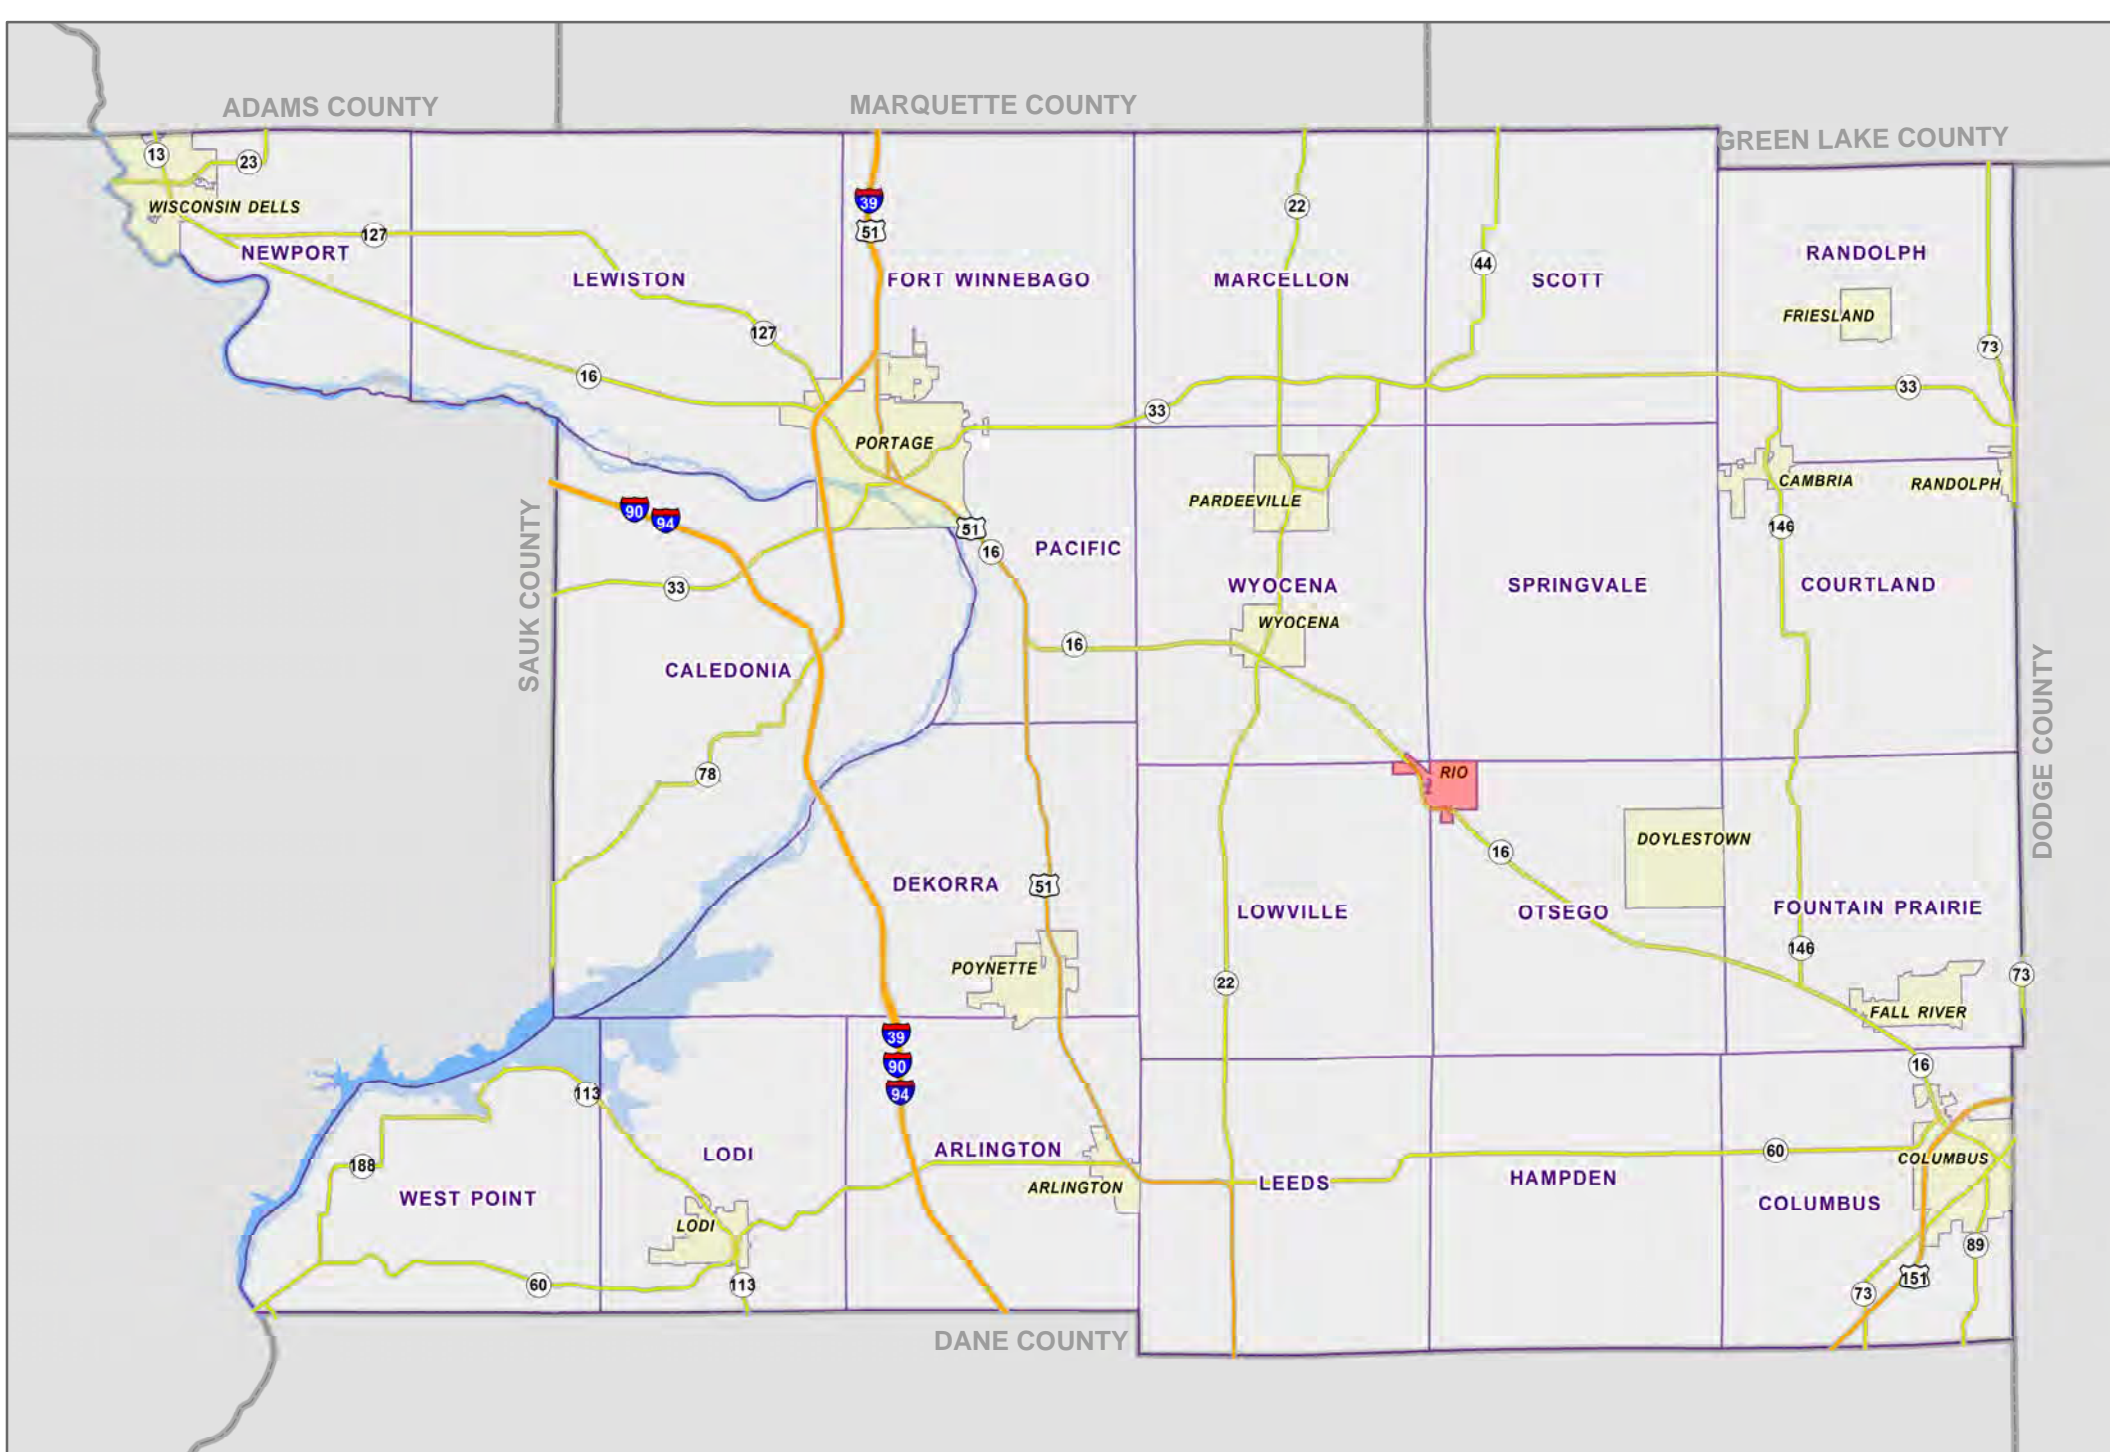 ADAMS COUNTY
MARQUETTE COUNTY
GREEN LAKE COUNTY
13
23
WISCONSIN DELLS
127
NEWPORT
LEWISTON
39
51
FORT WINNEBAGO
22
MARCELLON
44
SCOTT
RANDOLPH
FRIESLAND
73
127
16
33
33
PORTAGE
PARDEEVILLE
CAMBRIA
RANDOLPH
146
90
94
51
16
PACIFIC
SAUK COUNTY
33
WYOCENA
SPRINGVALE
COURTLAND
WYOCENA
16
CALEDONIA
DODGE COUNTY
78
RIO
DOYLESTOWN
16
DEKORRA
51
LOWVILLE
OTSEGO
FOUNTAIN PRAIRIE
146
POYNETTE
22
73
FALL RIVER
39
90
94
16
113
188
LODI
ARLINGTON
60
COLUMBUS
WEST POINT
ARLINGTON
LEEDS
HAMPDEN
COLUMBUS
LODI
89
60
113
151
73
DANE COUNTY